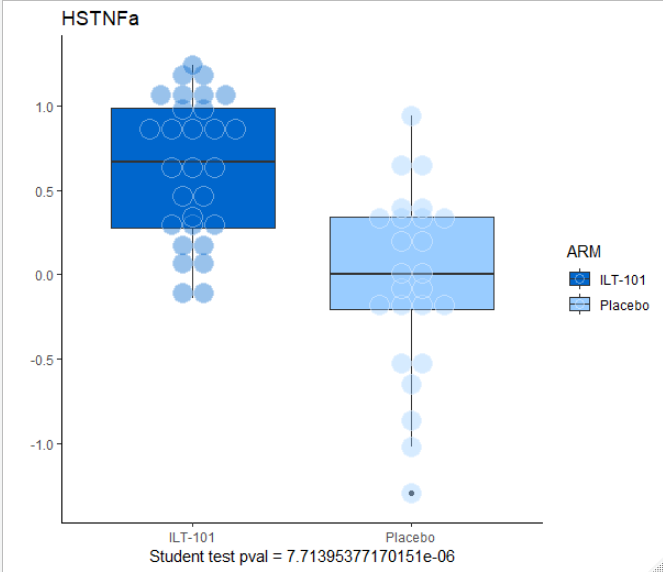 HSTNFa
1.0
0.5
0.0
-0.5
-1.0
ILT-101 Placebo
Student test pval = 7.71395377170151e-06
ARM
ILT-101
Placebo